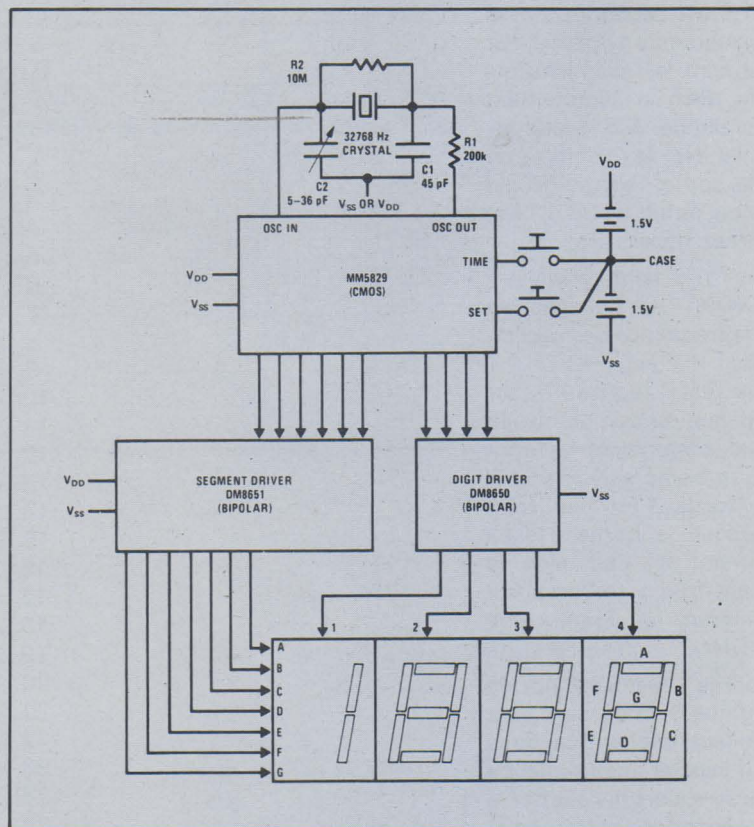 R2
10M
32768 Hz
CRYSTAL
R1
200k
C1
45 pF
C2
5–36 pF
VSS OR VDD
OSC IN
OSC OUT
VDD
VSS
MM5829
(CMOS)
TIME
SET
VDD
1.5V
CASE
1.5V
VSS
VDD
VSS
SEGMENT DRIVER
DM8651
(BIPOLAR)
DIGIT DRIVER
DM8650
(BIPOLAR)
VSS
1
2
3
4
A
B
C
D
E
F
G
A
F
B
G
E
C
D